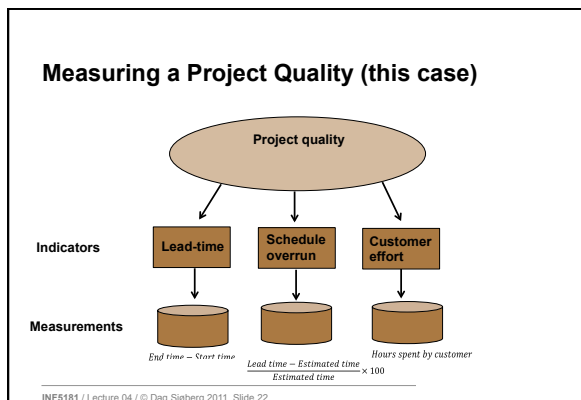 Measuring a Project Quality (this case)
Project quality
Indicators
Lead-time
Schedule
overrun
Customer
effort
Measurements
End time − Start time
Lead time − Estimated time
Estimated time
× 100
Hours spent by customer
INF5181 / Lecture 04 / © Dag Sjøberg 2011 Slide 22